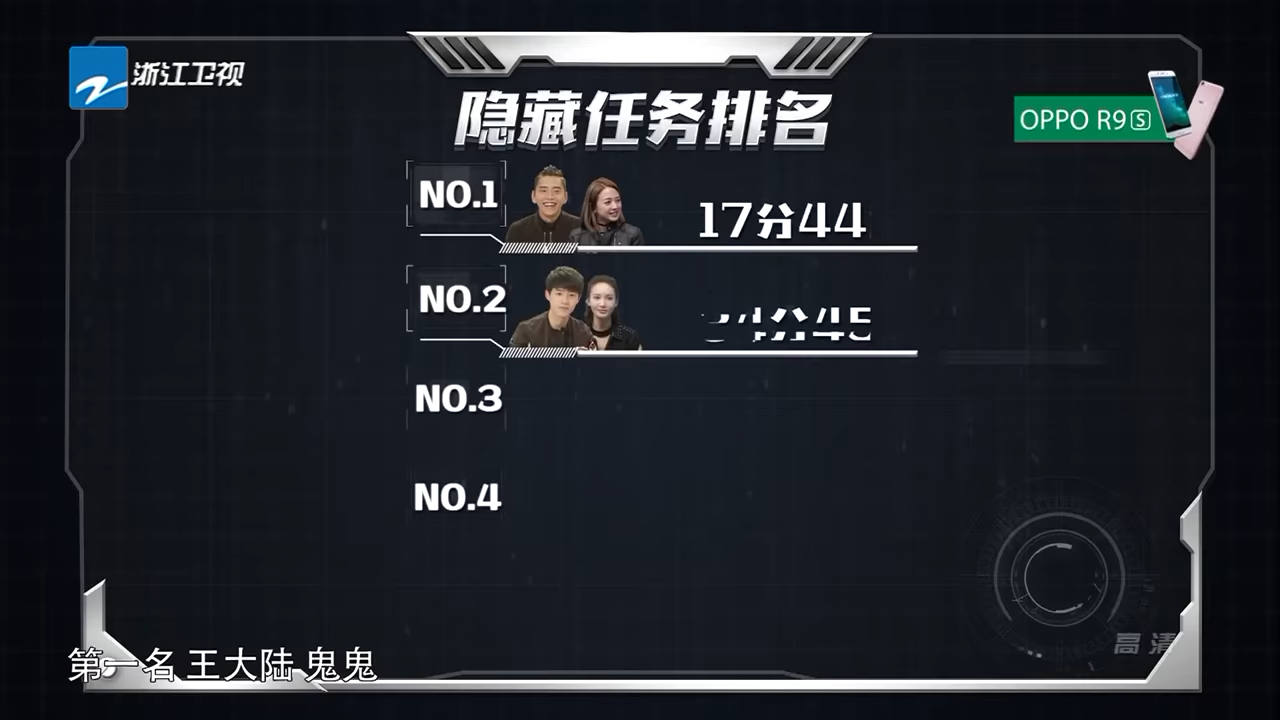 浙江卫视
OPPO R9S
隐藏任务排名
NO.1
17分44
NO.2
NO.3
NO.4
高清
第一名 王大陆 鬼鬼